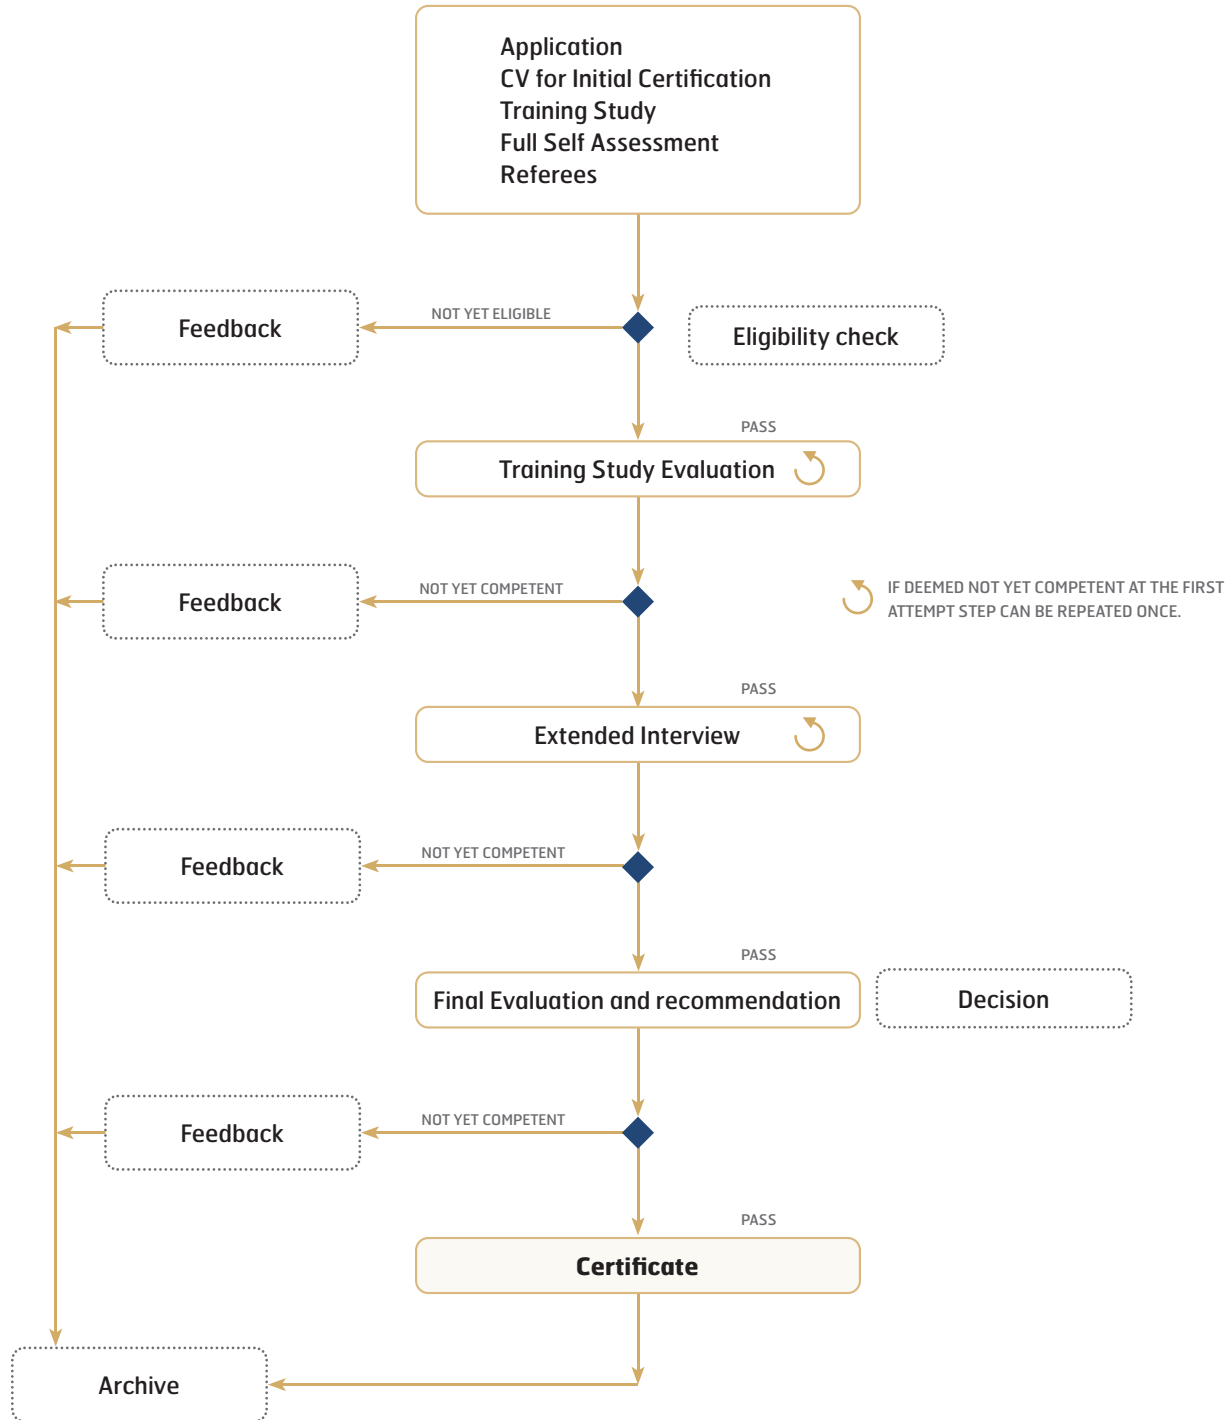 Application
CV for Initial Certification
Training Study
Full Self Assessment
Referees
Feedback
NOT YET ELIGIBLE
Eligibility check
PASS
Training Study Evaluation
Feedback
NOT YET COMPETENT
IF DEEMED NOT YET COMPETENT AT THE FIRST
ATTEMPT STEP CAN BE REPEATED ONCE.
PASS
Extended Interview
Feedback
NOT YET COMPETENT
PASS
Final Evaluation and recommendation
Decision
Feedback
NOT YET COMPETENT
PASS
Certificate
Archive